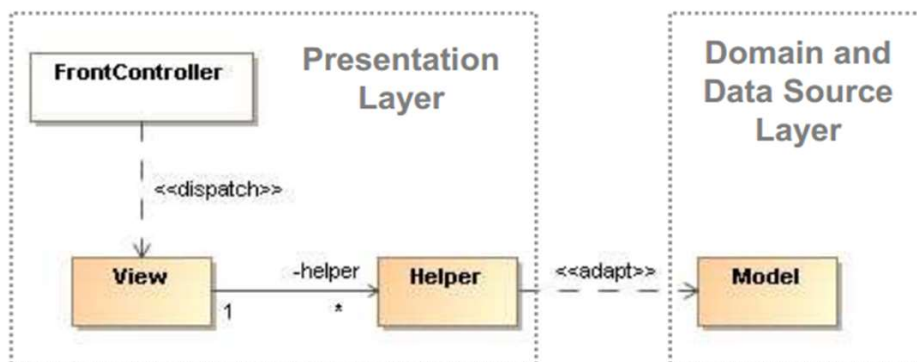 FrontController
Presentation
Layer
Domain and
Data Source
Layer
<<dispatch>>
View
-helper
1
*
Helper
<<adapt>>
Model